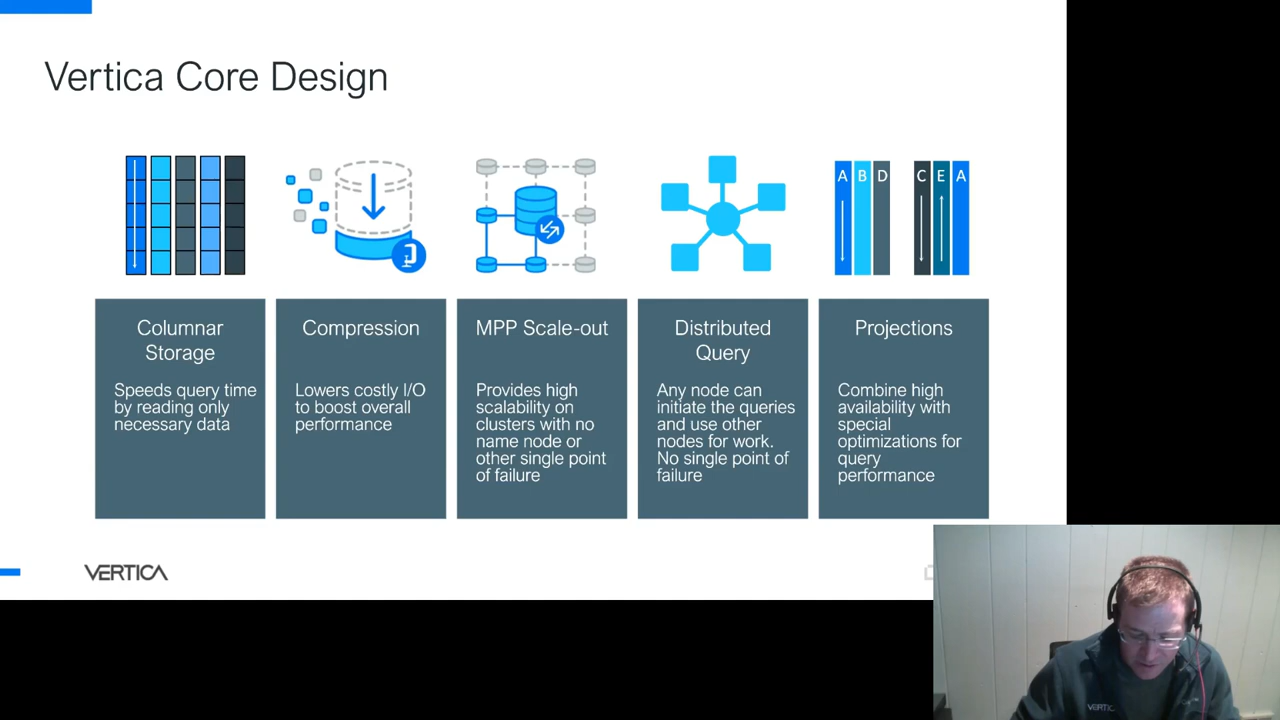 Vertica Core Design
A B D
C E A
Columnar
Storage
Speeds query time
by reading only
necessary data
Compression
Lowers costly I/O
to boost overall
performance
MPP Scale-out
Provides high
scalability on
clusters with no
name node or
other single point
of failure
Distributed
Query
Any node can
initiate the queries
and use other
nodes for work.
No single point of
failure
Projections
Combine high
availability with
special
optimizations for
query
performance
VERTICA
VERTIC